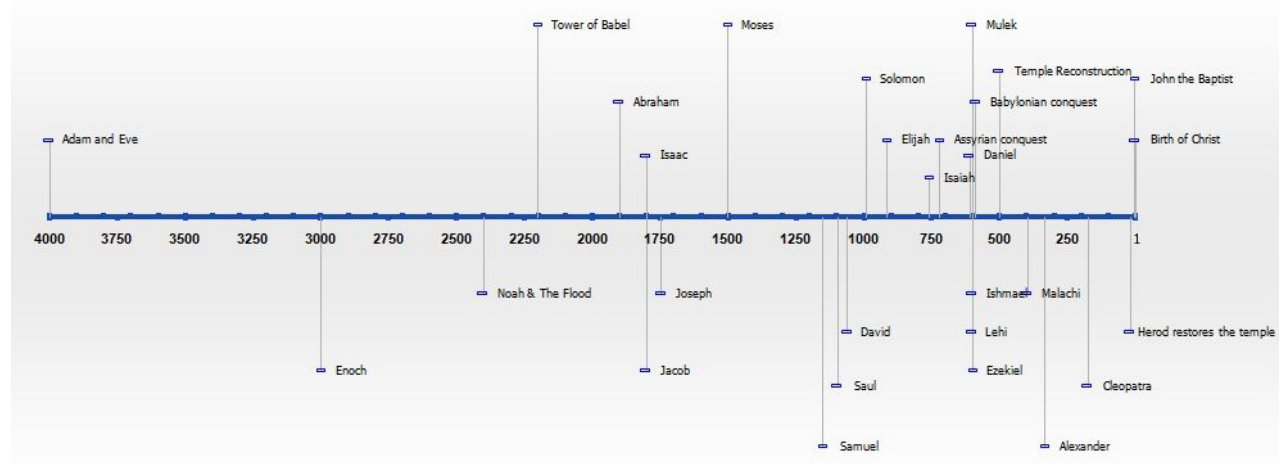 Tower of Babel
Moses
Mulek
Temple Reconstruction
Solomon
John the Baptist
Abraham
Babylonian conquest
Adam and Eve
Elijah
Assyrian conquest
Birth of Christ
Isaac
Daniel
Isaiah
4000 3750 3500 3250 3000 2750 2500 2250 2000 1750 1500 1250 1000 750 500 250 1
Noah & The Flood
Joseph
Ishmael
Malachi
David
Lehi
Herod restores the temple
Enoch
Jacob
Ezekiel
Saul
Cleopatra
Samuel
Alexander